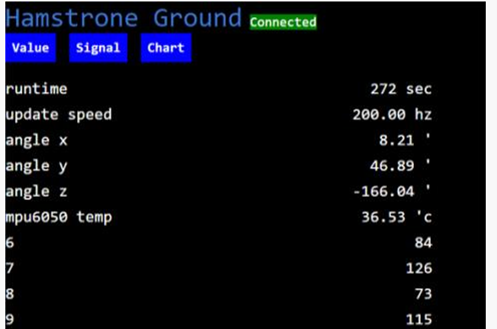 Hamstrone Ground Connected
Value Signal Chart
runtime 272 sec
update speed 200.00 hz
angle x 8.21 '
angle y 46.89 '
angle z -166.04 '
mpu6050 temp 36.53 'c
6 84
7 126
8 73
9 115